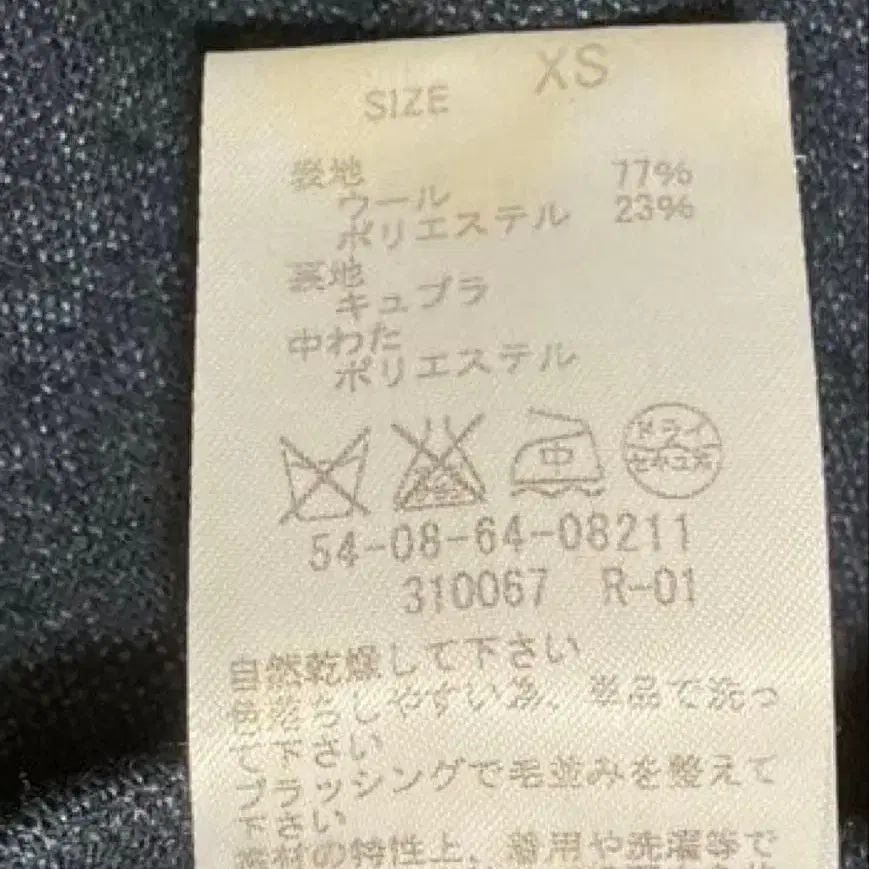 SIZE XS
表地
ウール 77%
ポリエステル 23%
裏地
キュプラ
中わた
ポリエステル
中
ドライ
セキユ系
54-08-64-08211
310067 R-01
自然乾燥して下さい
色落ちしやすい為、単品で洗っ
て下さい
ブラッシングで毛並みを整えて
下さい
素材の特性上、着用や洗濯等で